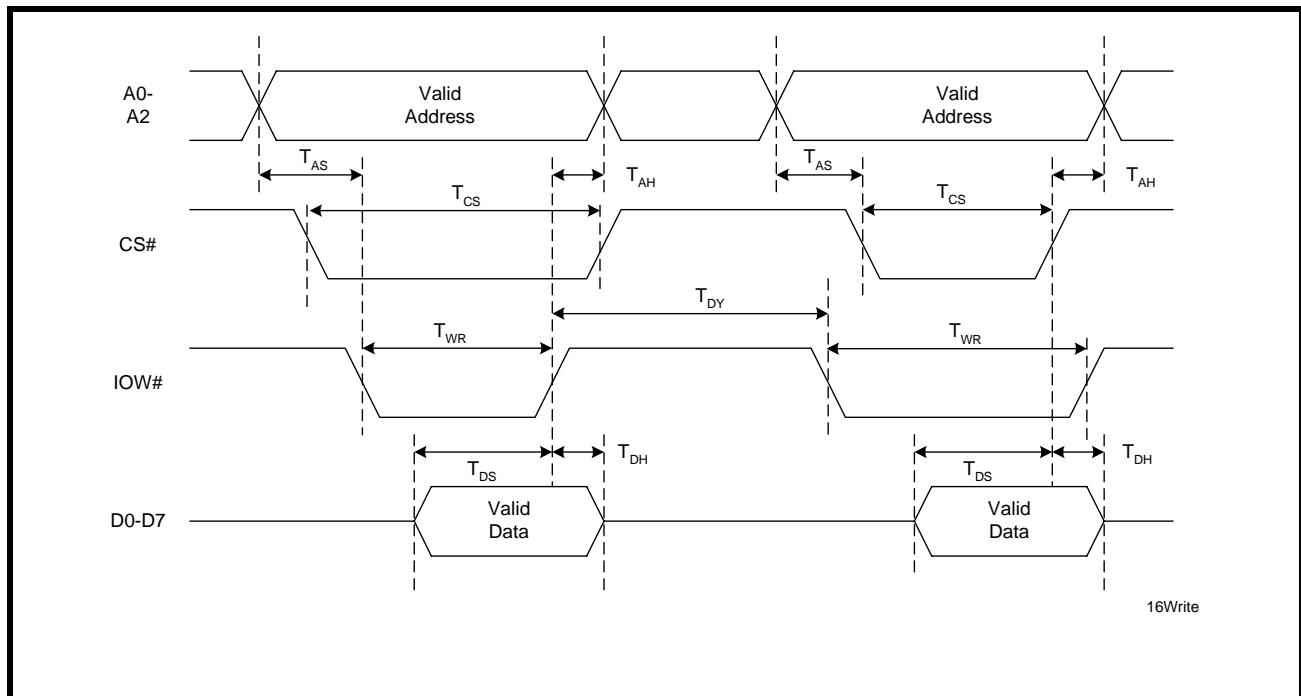 A0-
A2
Valid
Address
Valid
Address
TAS
TAH
TAS
TAH
TCS
TCS
CS#
TDY
TWR
TWR
IOW#
TDS
TDH
TDS
TDH
D0-D7
Valid
Data
Valid
Data
16Write